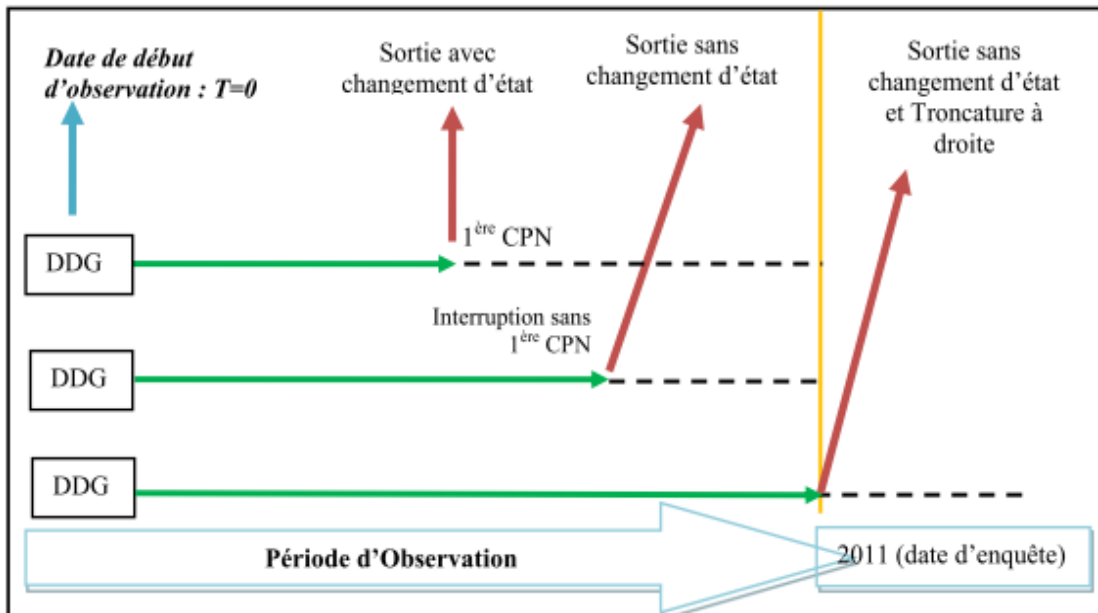 Date de début
d'observation : T=0
Sortie avec
changement d'état
Sortie sans
changement d'état
Sortie sans
changement d'état
et Troncature à
droite
DDG
1ère CPN
Interruption sans
1ère CPN
DDG
DDG
Période d'Observation
2011 (date d'enquête)